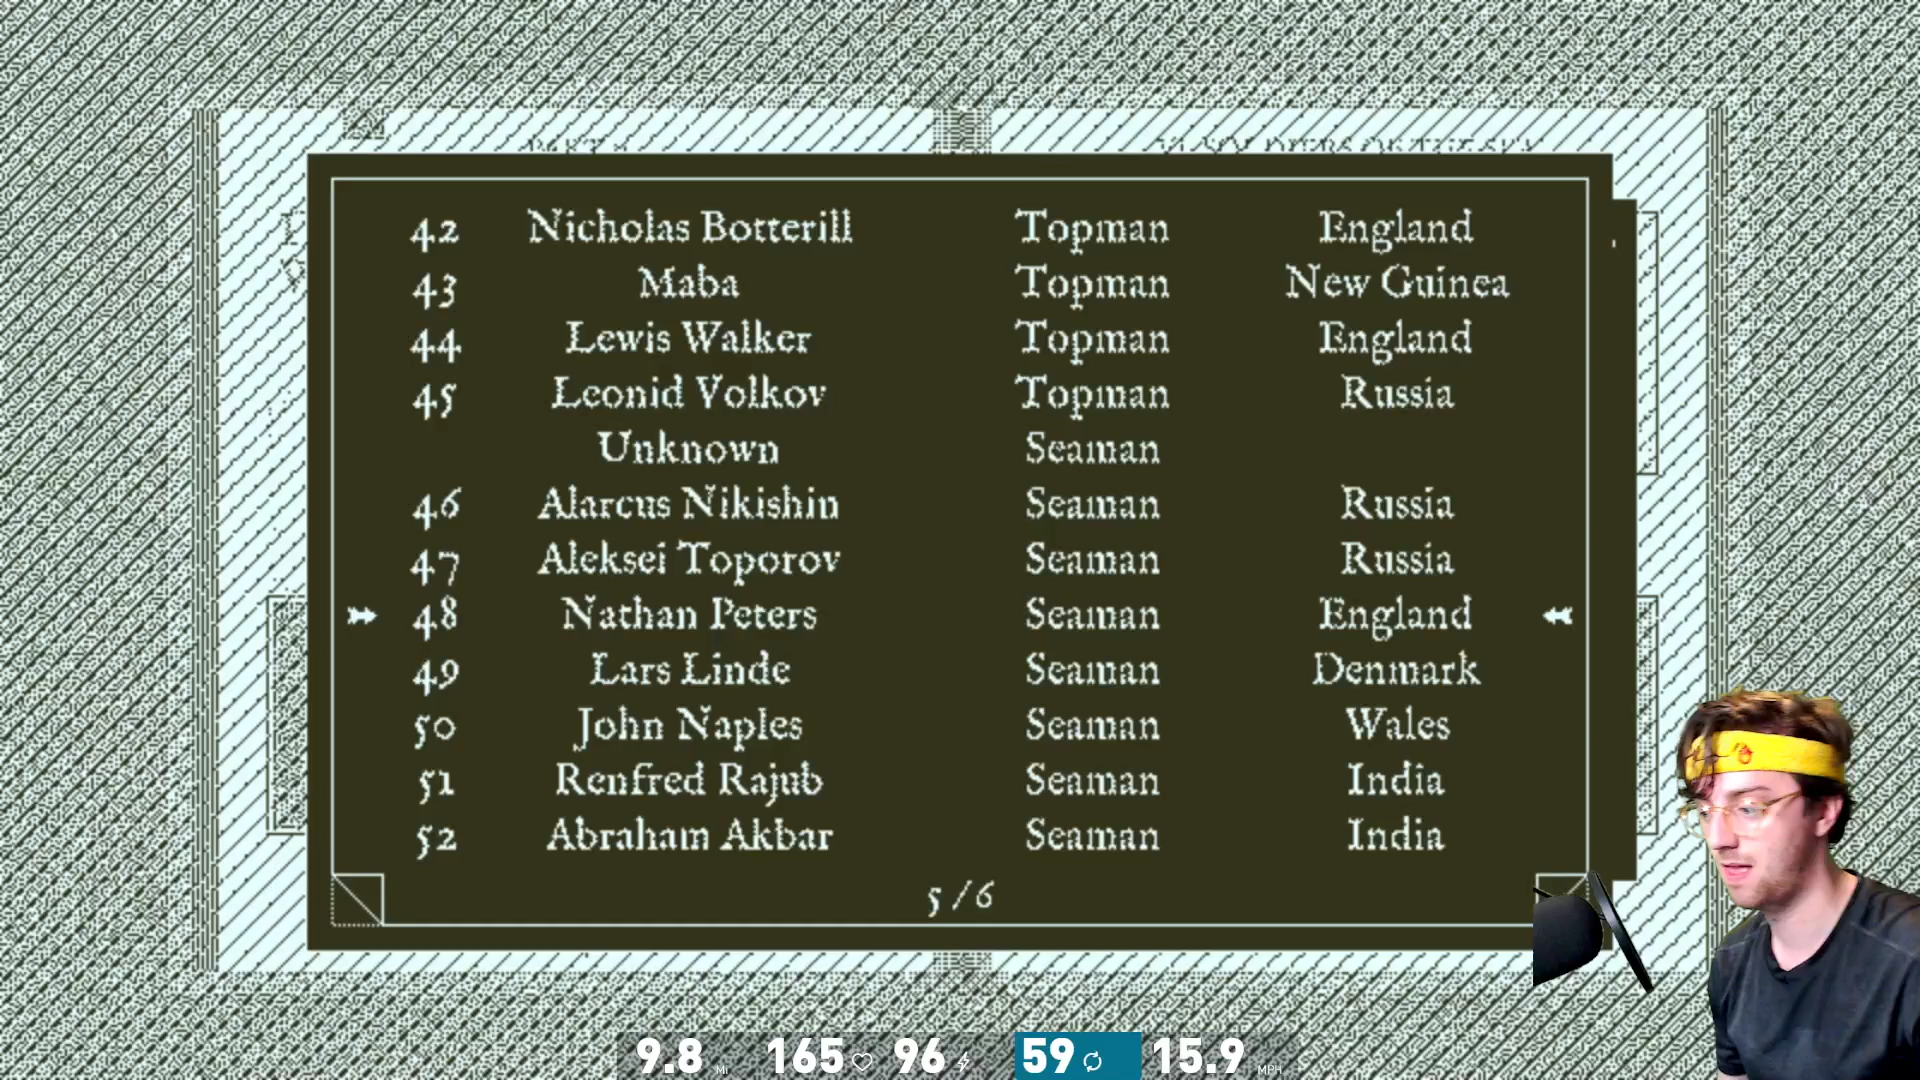 42 Nicholas Botterill Topman England
43 Maba Topman New Guinea
44 Lewis Walker Topman England
45 Leonid Volkov Topman Russia
Unknown Seaman
46 Alarcus Nikishin Seaman Russia
47 Aleksei Toporov Seaman Russia
48 Nathan Peters Seaman England
49 Lars Linde Seaman Denmark
50 John Naples Seaman Wales
51 Renfred Rajub Seaman India
52 Abraham Akbar Seaman India
5 / 6
9.8 MI 165 96 59 15.9 MPH